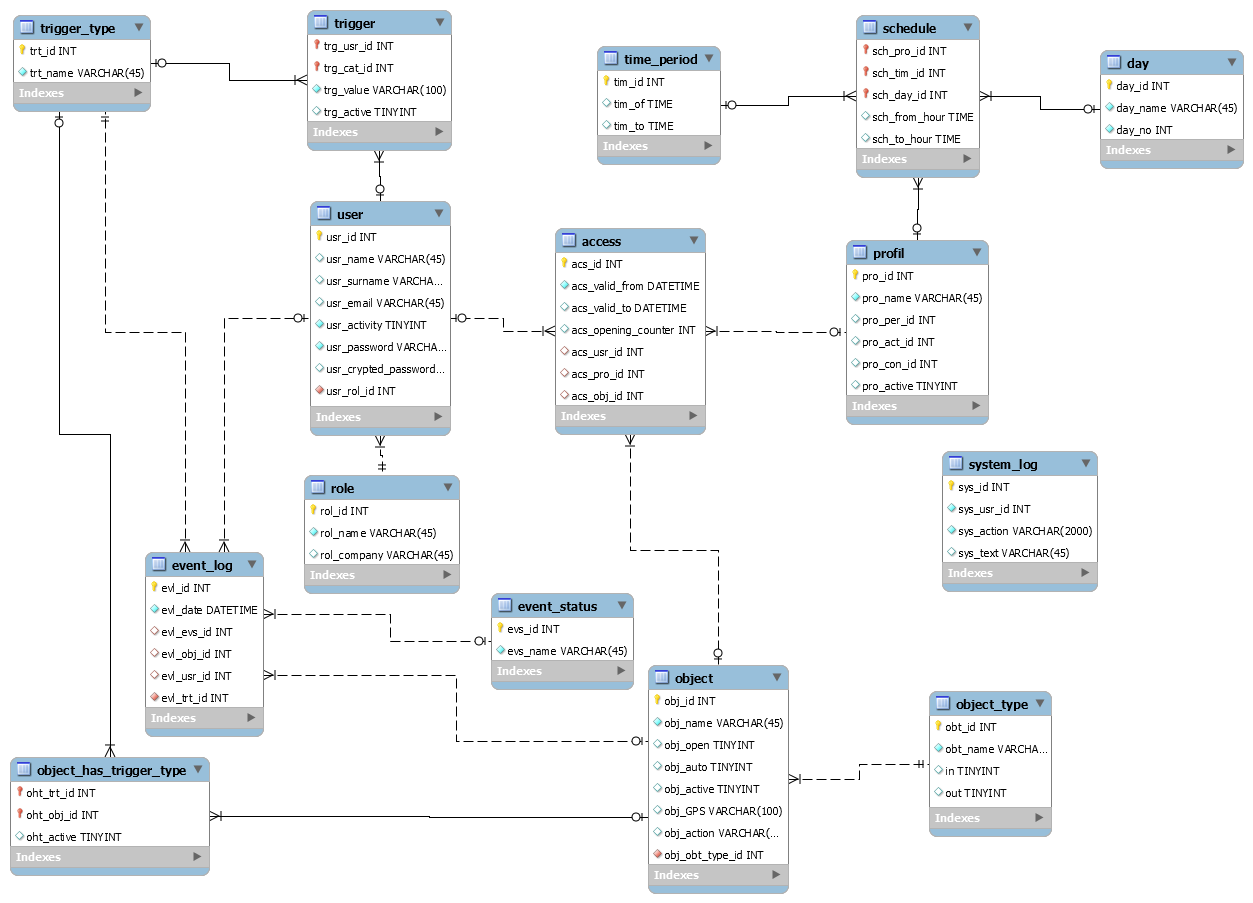 trigger_type
trt_id INT
trt_name VARCHAR(45)
Indexes
trigger
trg_usr_id INT
trg_cat_id INT
trg_value VARCHAR(100)
trg_active TINYINT
Indexes
time_period
tim_id INT
tim_of TIME
tim_to TIME
Indexes
schedule
sch_pro_id INT
sch_tim_id INT
sch_day_id INT
sch_from_hour TIME
sch_to_hour TIME
Indexes
day
day_id INT
day_name VARCHAR(45)
day_no INT
Indexes
user
usr_id INT
usr_name VARCHAR(45)
usr_surname VARCHA...
usr_email VARCHAR(45)
usr_activity TINYINT
usr_password VARCHA...
usr_crypted_password...
usr_rol_id INT
Indexes
access
acs_id INT
acs_valid_from DATETIME
acs_valid_to DATETIME
acs_opening_counter INT
acs_usr_id INT
acs_pro_id INT
acs_obj_id INT
Indexes
profil
pro_id INT
pro_name VARCHAR(45)
pro_per_id INT
pro_act_id INT
pro_con_id INT
pro_active TINYINT
Indexes
role
rol_id INT
rol_name VARCHAR(45)
rol_company VARCHAR(45)
Indexes
system_log
sys_id INT
sys_usr_id INT
sys_action VARCHAR(2000)
sys_text VARCHAR(45)
Indexes
event_log
evl_id INT
evl_date DATETIME
evl_evs_id INT
evl_obj_id INT
evl_usr_id INT
evl_trt_id INT
Indexes
event_status
evs_id INT
evs_name VARCHAR(45)
Indexes
object
obj_id INT
obj_name VARCHAR(45)
obj_open TINYINT
obj_auto TINYINT
obj_active TINYINT
obj_GPS VARCHAR(100)
obj_action VARCHAR(...
obj_obt_type_id INT
Indexes
object_type
obt_id INT
obt_name VARCHA...
in TINYINT
out TINYINT
Indexes
object_has_trigger_type
oht_trt_id INT
oht_obj_id INT
oht_active TINYINT
Indexes